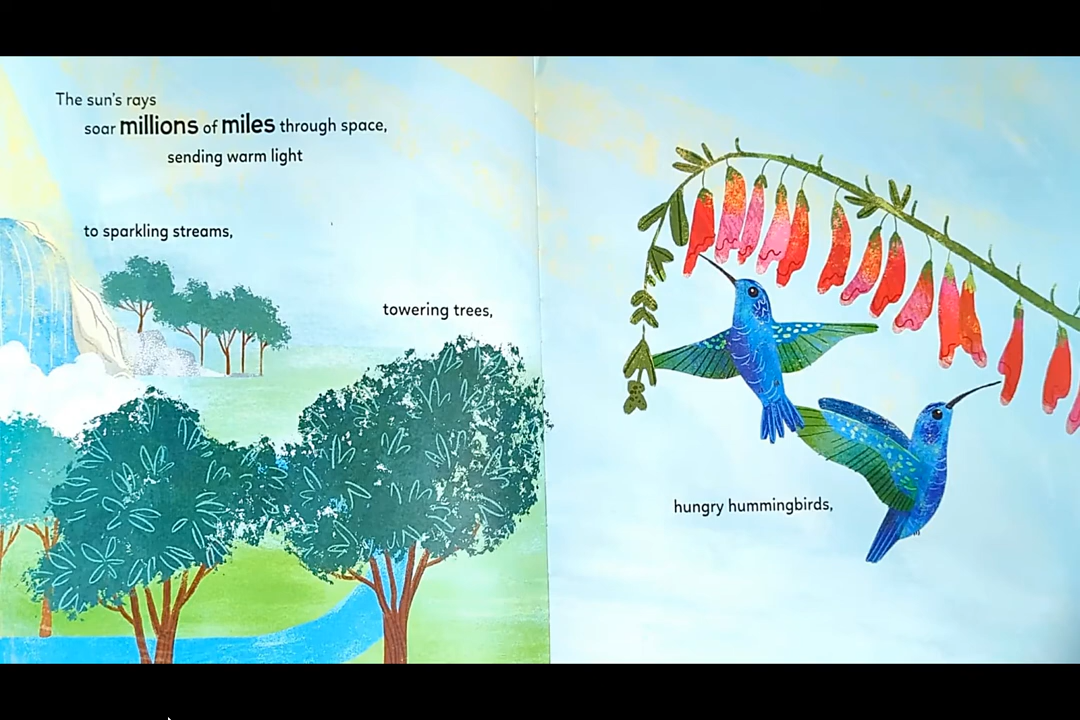 The sun's rays
soar millions of miles through space,
sending warm light
to sparkling streams,
towering trees,
hungry hummingbirds,